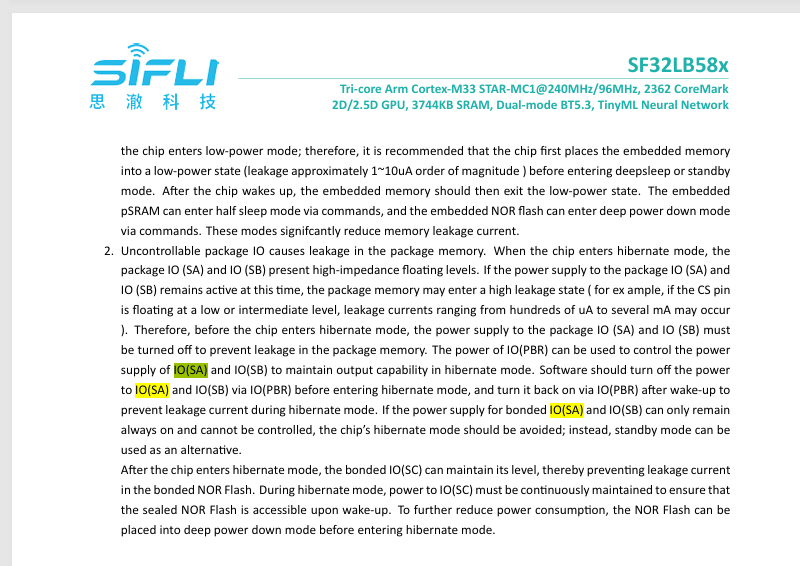 SIFLI
思澈科技
SF32LB58x
Tri-core Arm Cortex-M33 STAR-MC1@240MHz/96MHz, 2362 CoreMark
2D/2.5D GPU, 3744KB SRAM, Dual-mode BT5.3, TinyML Neural Network
the chip enters low-power mode; therefore, it is recommended that the chip first places the embedded memory
into a low-power state (leakage approximately 1~10uA order of magnitude ) before entering deepsleep or standby
mode. After the chip wakes up, the embedded memory should then exit the low-power state. The embedded
pSRAM can enter half sleep mode via commands, and the embedded NOR flash can enter deep power down mode
via commands. These modes signifcantly reduce memory leakage current.
2. Uncontrollable package IO causes leakage in the package memory. When the chip enters hibernate mode, the
package IO (SA) and IO (SB) present high-impedance floating levels. If the power supply to the package IO (SA) and
IO (SB) remains active at this time, the package memory may enter a high leakage state ( for ex ample, if the CS pin
is floating at a low or intermediate level, leakage currents ranging from hundreds of uA to several mA may occur
). Therefore, before the chip enters hibernate mode, the power supply to the package IO (SA) and IO (SB) must
be turned off to prevent leakage in the package memory. The power of IO(PBR) can be used to control the power
supply of IO(SA) and IO(SB) to maintain output capability in hibernate mode. Software should turn off the power
to IO(SA) and IO(SB) via IO(PBR) before entering hibernate mode, and turn it back on via IO(PBR) after wake-up to
prevent leakage current during hibernate mode. If the power supply for bonded IO(SA) and IO(SB) can only remain
always on and cannot be controlled, the chip's hibernate mode should be avoided; instead, standby mode can be
used as an alternative.
After the chip enters hibernate mode, the bonded IO(SC) can maintain its level, thereby preventing leakage current
in the bonded NOR Flash. During hibernate mode, power to IO(SC) must be continuously maintained to ensure that
the sealed NOR Flash is accessible upon wake-up. To further reduce power consumption, the NOR Flash can be
placed into deep power down mode before entering hibernate mode.